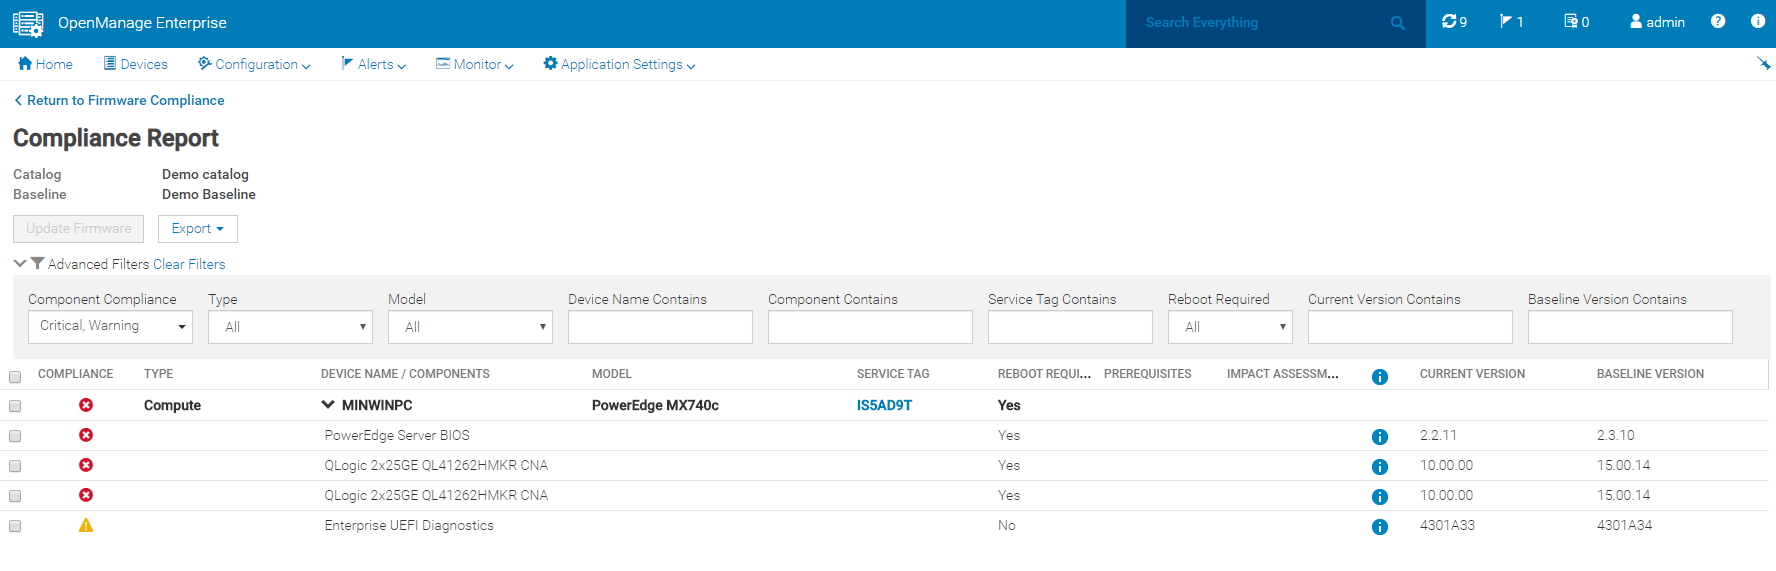 OpenManage Enterprise Search Everything 9 1 0 admin
Home Devices Configuration Alerts Monitor Application Settings
Return to Firmware Compliance
Compliance Report
Catalog Demo catalog
Baseline Demo Baseline
Update Firmware Export
Advanced Filters Clear Filters
Component Compliance Type Model Device Name Contains Component Contains Service Tag Contains Reboot Required Current Version Contains Baseline Version Contains
Critical, Warning All All All
COMPLIANCE TYPE DEVICE NAME / COMPONENTS MODEL SERVICE TAG REBOOT REQUI... PREREQUISITES IMPACT ASSESSM... CURRENT VERSION BASELINE VERSION
Compute MINWINPC PowerEdge MX740c IS5AD9T Yes
PowerEdge Server BIOS Yes 2.2.11 2.3.10
QLogic 2x25GE QL41262HMKR CNA Yes 10.00.00 15.00.14
QLogic 2x25GE QL41262HMKR CNA Yes 10.00.00 15.00.14
Enterprise UEFI Diagnostics No 4301A33 4301A34